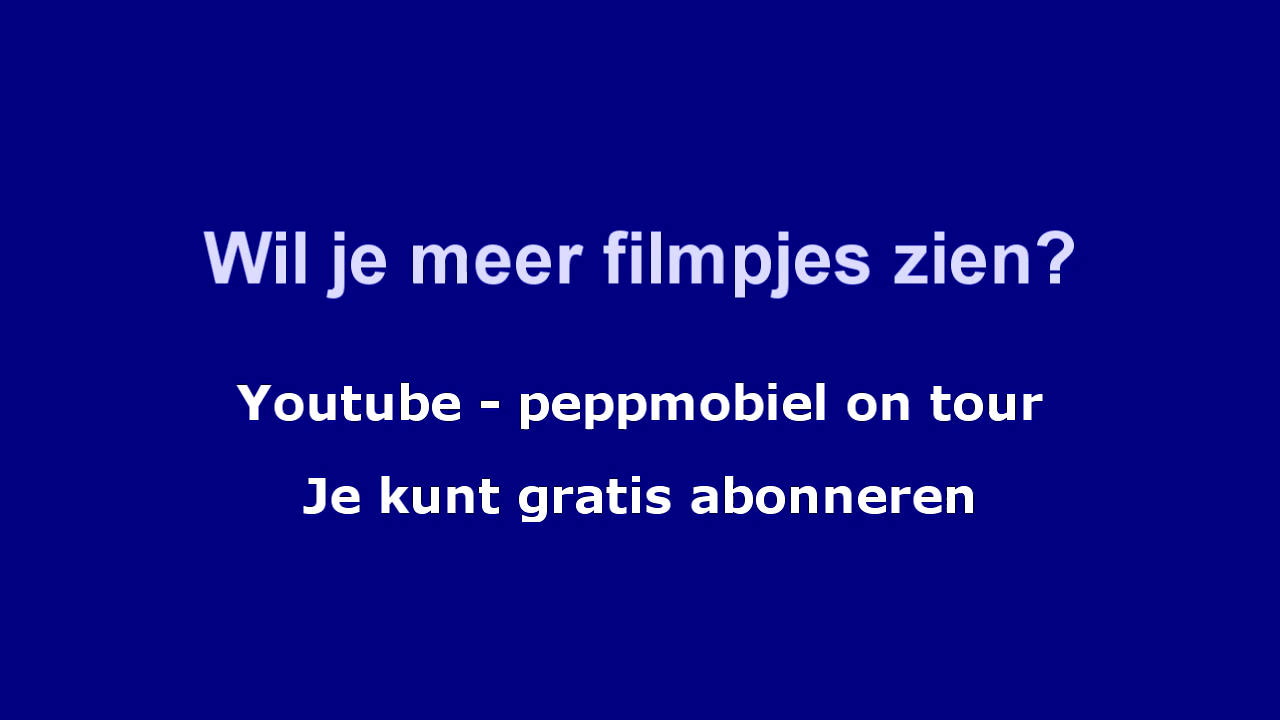 Wil je meer filmpjes zien?
Youtube - peppmobiel on tour
Je kunt gratis abonneren